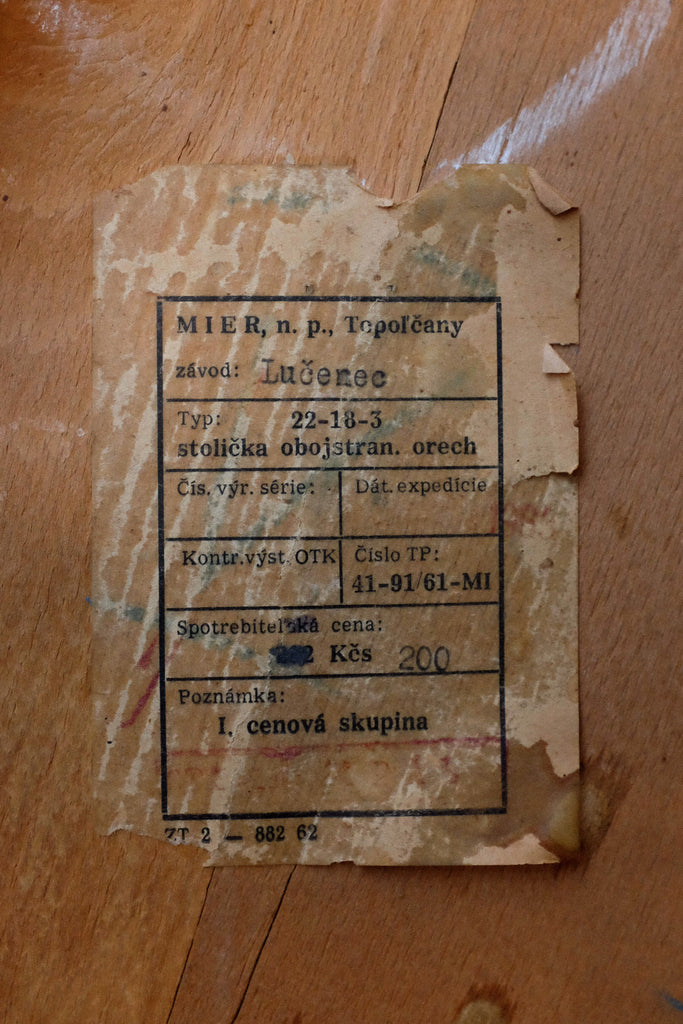 MIER, n. p., Topoľčany
závod: Lučenec
Typ: 22-18-3
stolička obojstran. orech
Čís. výr. série: Dát. expedície
Kontr.výst. OTK Číslo TP:
41-91/61-MI
Spotrebiteľská cena:
Kčs 200
Poznámka:
I. cenová skupina
ZT 2 — 882 62